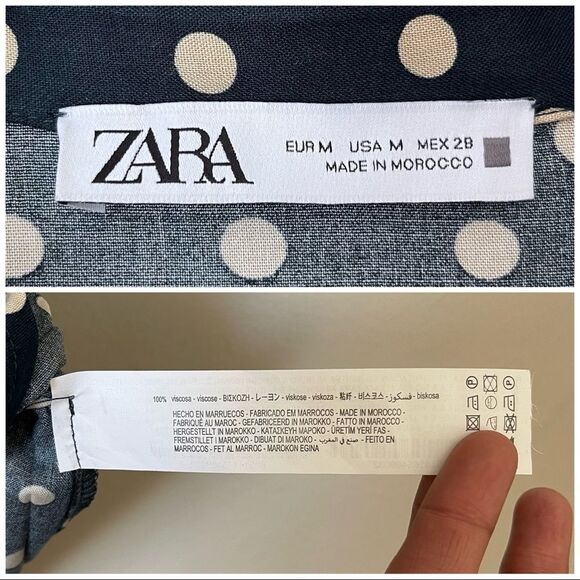 ZARA
EUR M USA M MEX 28
MADE IN MOROCCO
100% viscosa - viscose - ΒΙΣΚΟΖΗ - レーヨン - viskose - viskoza - 粘纤 - 비스코스 - فسكوز - biskosa
HECHO EN MARRUECOS - FABRICADO EM MARROCOS - MADE IN MOROCCO
FABRIQUÉ AU MAROC - GEFABRICEERD IN MAROKKO - FATTO IN MAROCCO -
HERGESTELLT IN MAROKKO - ΚΑΤΑΣΚΕΥΗ ΜΑΡΟΚΟ - ÜRETİM YERİ FAS -
FREMSTILLET I MAROKKO - DIBUAT DI MAROKO - صنع في المغرب - FEITO EN
MARROCOS - FET AL MARROC - MAROKON EGINA